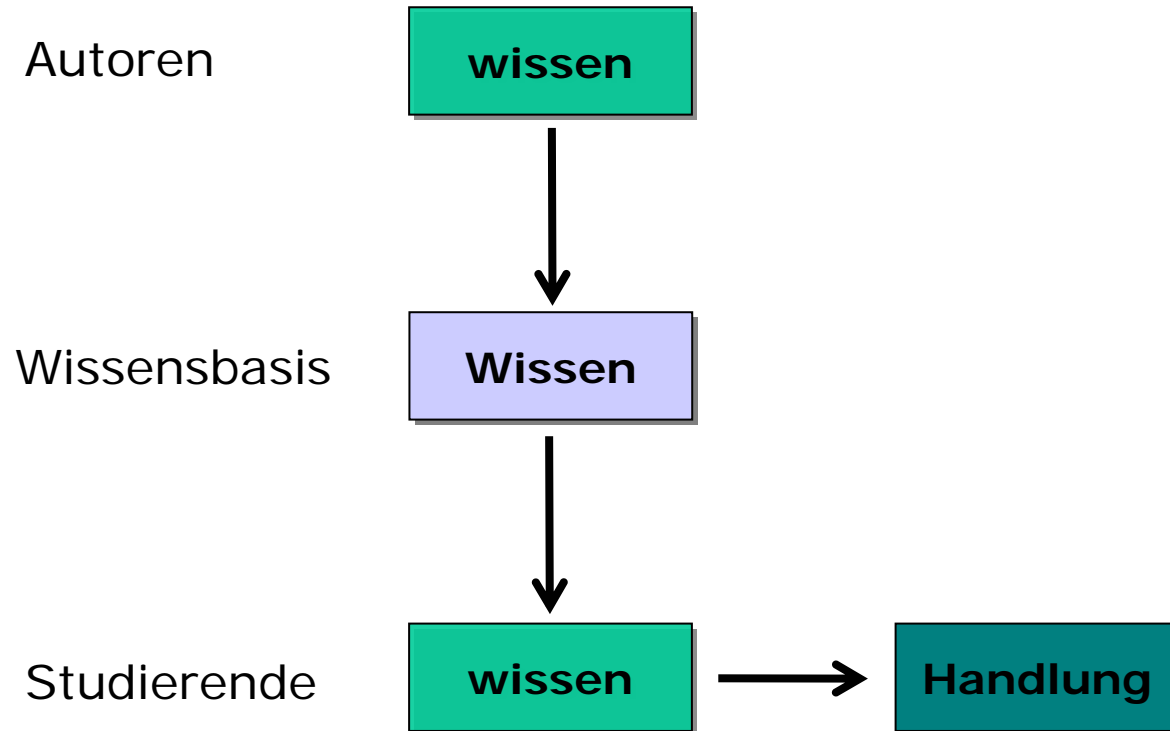 Autoren
wissen
Wissensbasis
Wissen
Studierende
wissen
Handlung